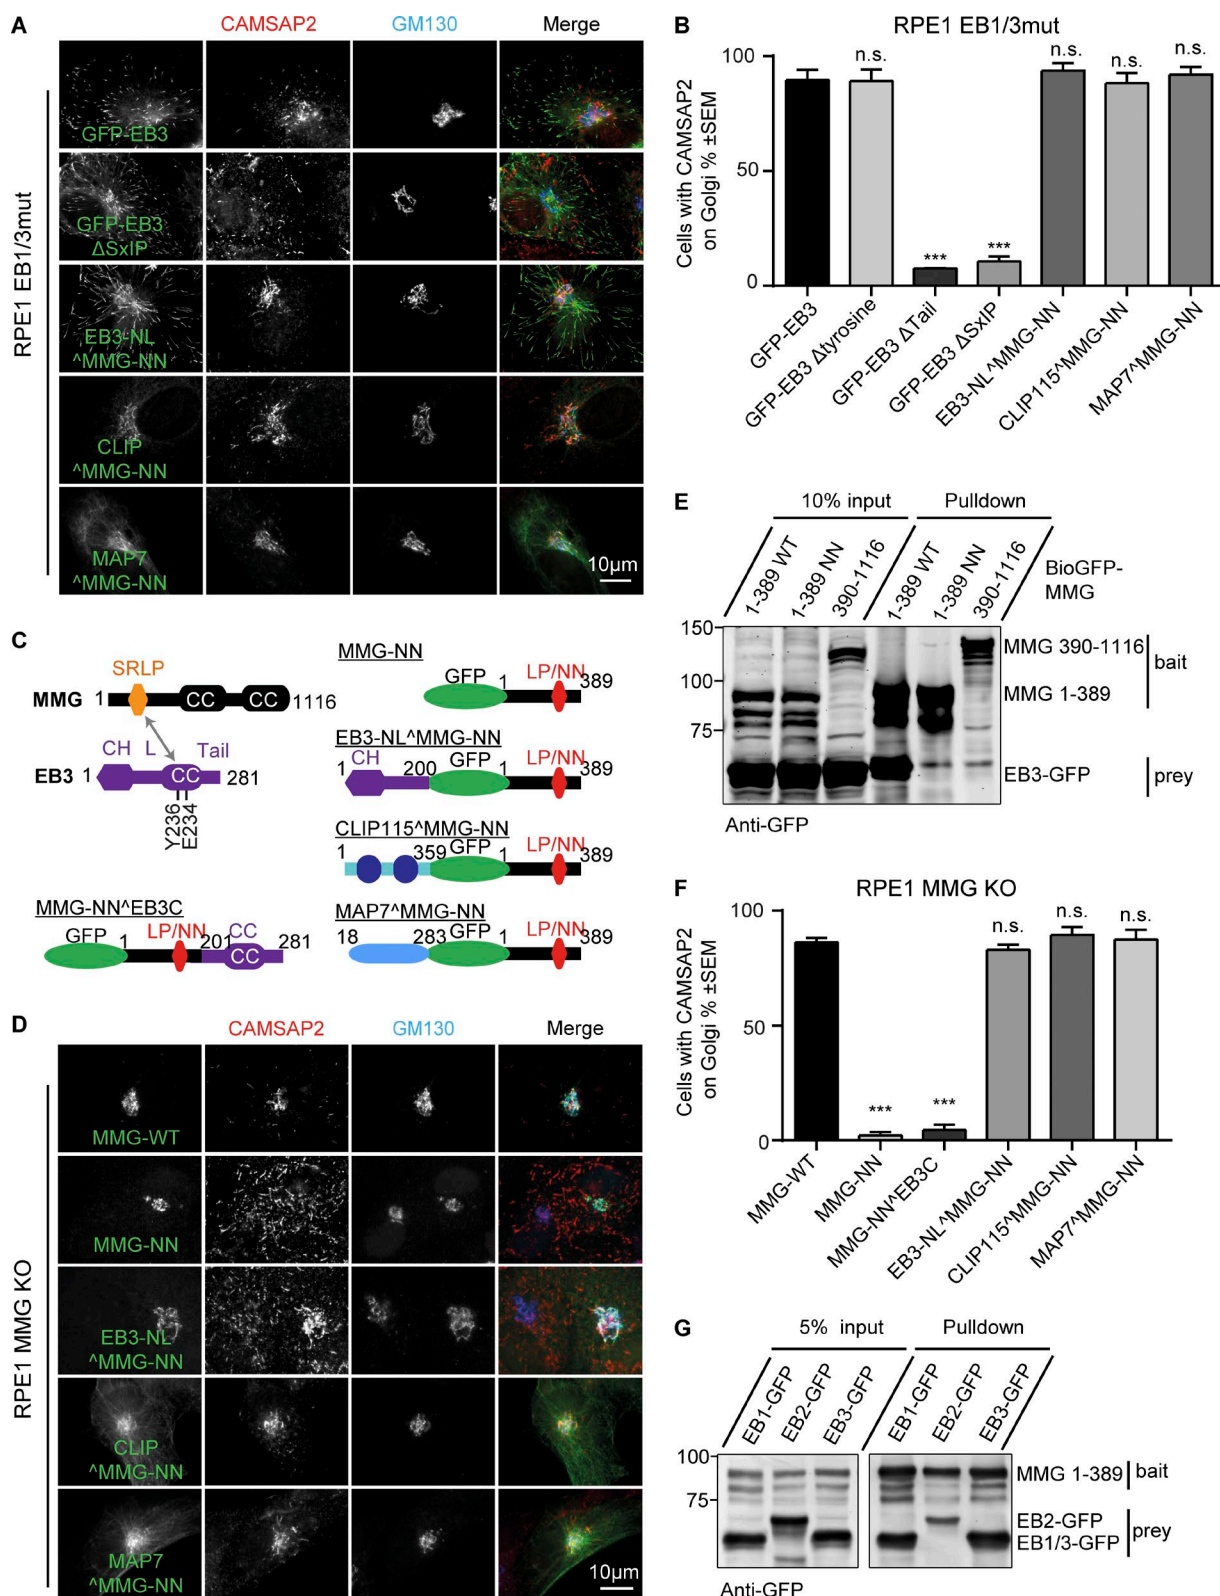 A
CAMSAP2 GM130 Merge
RPE1 EB1/3mut
GFP-EB3
GFP-EB3
ΔSxIP
EB3-NL
^MMG-NN
CLIP
^MMG-NN
MAP7
^MMG-NN
10µm
B
RPE1 EB1/3mut
Cells with CAMSAP2
on Golgi % ±SEM
100
50
0
n.s.
***
***
n.s.
n.s.
n.s.
GFP-EB3
GFP-EB3 Δtyrosine
GFP-EB3 ΔTail
GFP-EB3 ΔSxIP
EB3-NL^MMG-NN
CLIP115^MMG-NN
MAP7^MMG-NN
C
SRLP
MMG 1 CC CC 1116
CH L Tail
EB3 1 CC 281
Y236
E234
MMG-NN^EB3C
GFP 1 LP/NN 201 CC 281
CC
MMG-NN
GFP 1 LP/NN 389
EB3-NL^MMG-NN
CH
1 200 GFP 1 LP/NN 389
CLIP115^MMG-NN
1 359 GFP 1 LP/NN 389
MAP7^MMG-NN
18 283 GFP 1 LP/NN 389
D
CAMSAP2 GM130 Merge
RPE1 MMG KO
MMG-WT
MMG-NN
EB3-NL
^MMG-NN
CLIP
^MMG-NN
MAP7
^MMG-NN
10µm
E
10% input Pulldown
1-389 WT
1-389 NN
390-1116
1-389 WT
1-389 NN
390-1116
BioGFP-
MMG
150
100
75
MMG 390-1116
MMG 1-389
bait
EB3-GFP
prey
Anti-GFP
F
RPE1 MMG KO
Cells with CAMSAP2
on Golgi % ±SEM
100
50
0
***
***
n.s.
n.s.
n.s.
MMG-WT
MMG-NN
MMG-NN^EB3C
EB3-NL^MMG-NN
CLIP115^MMG-NN
MAP7^MMG-NN
G
5% input Pulldown
EB1-GFP
EB2-GFP
EB3-GFP
EB1-GFP
EB2-GFP
EB3-GFP
100
75
MMG 1-389
bait
EB2-GFP
EB1/3-GFP
prey
Anti-GFP